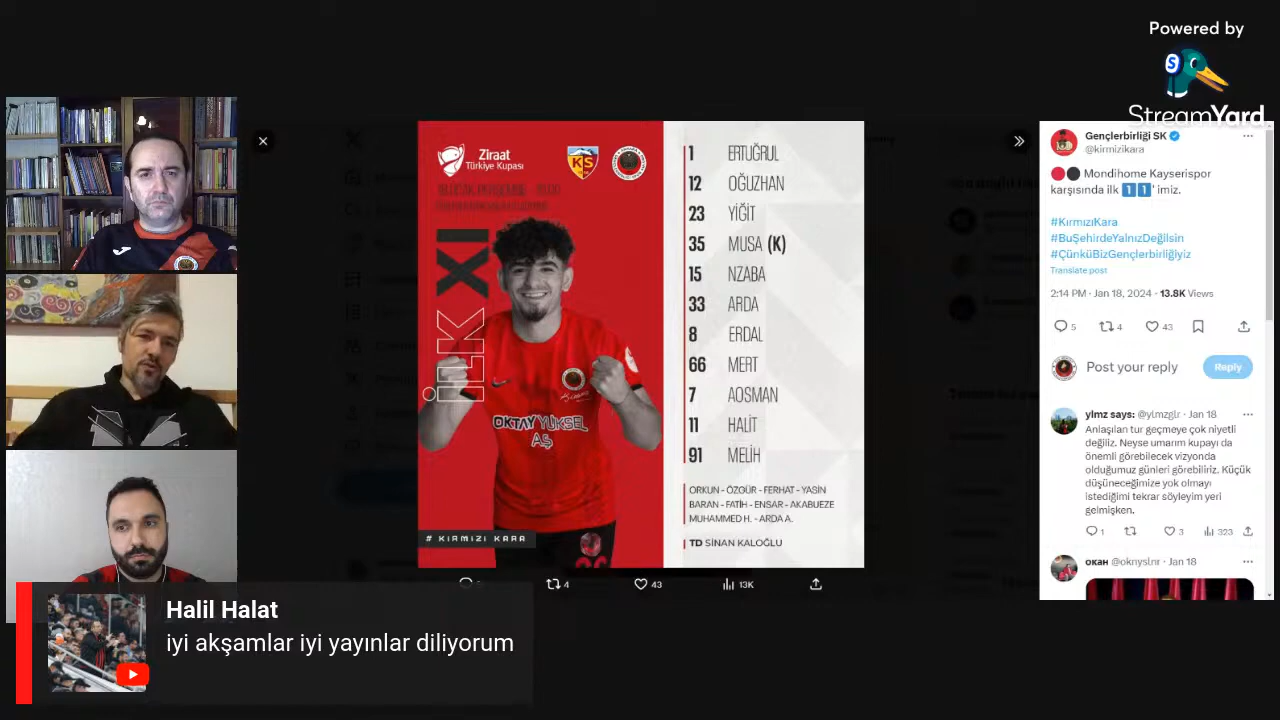 Powered by
StreamYard
Ziraat
Türkiye Kupası
İLK XI
OKTAY YÜKSEL
AŞ
# KIRMIZI KARA
1 ERTUĞRUL
12 OĞUZHAN
23 YİĞİT
35 MUSA (K)
15 NZABA
33 ARDA
8 ERDAL
66 MERT
7 AOSMAN
11 HALİT
91 MELİH
ORKUN - ÖZGÜR - FERHAT - YASİN
BARAN - FATİH - ENSAR - AKABUEZE
MUHAMMED H. - ARDA A.
TD SİNAN KALOĞLU
4
43
13K
Gençlerbirliği SK
@kirmizikara
Mondihome Kayserispor
karşısında ilk 1 1' imiz.
#KırmızıKara
#BuŞehirdeYalnızDeğilsin
#ÇünküBizGençlerbirliğiyiz
Translate post
2:14 PM · Jan 18, 2024 · 13.8K Views
5 4 43
Post your reply
Reply
ylmz says: @ylmzglr · Jan 18
Anlaşılan tur geçmeye çok niyetli
değiliz. Neyse umarım kupayı da
önemli görebilecek vizyonda
olduğumuz günleri görebiliriz. Küçük
düşüneceğimize yok olmayı
istediğimi tekrar söyleyim yeri
gelmişken.
1 3 323
окан @oknyslnr · Jan 18
Halil Halat
iyi akşamlar iyi yayınlar diliyorum